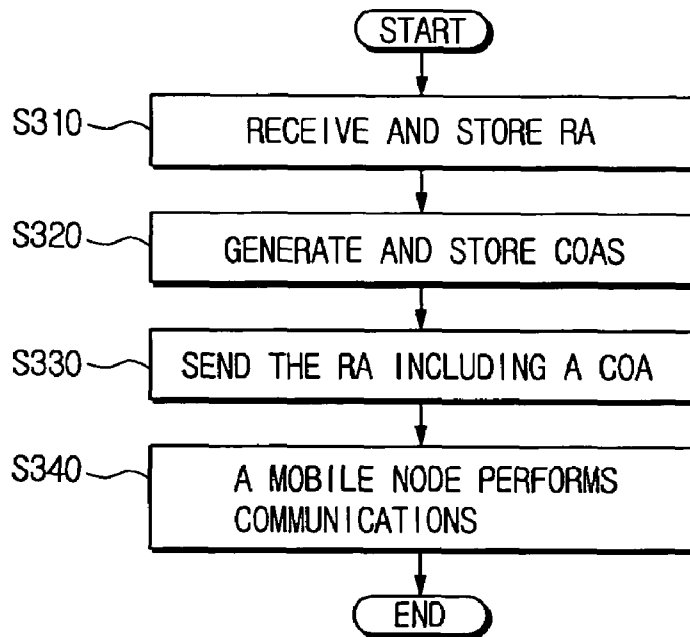 START
S310
RECEIVE AND STORE RA
S320
GENERATE AND STORE COAS
S330
SEND THE RA INCLUDING A COA
S340
A MOBILE NODE PERFORMS
COMMUNICATIONS
END